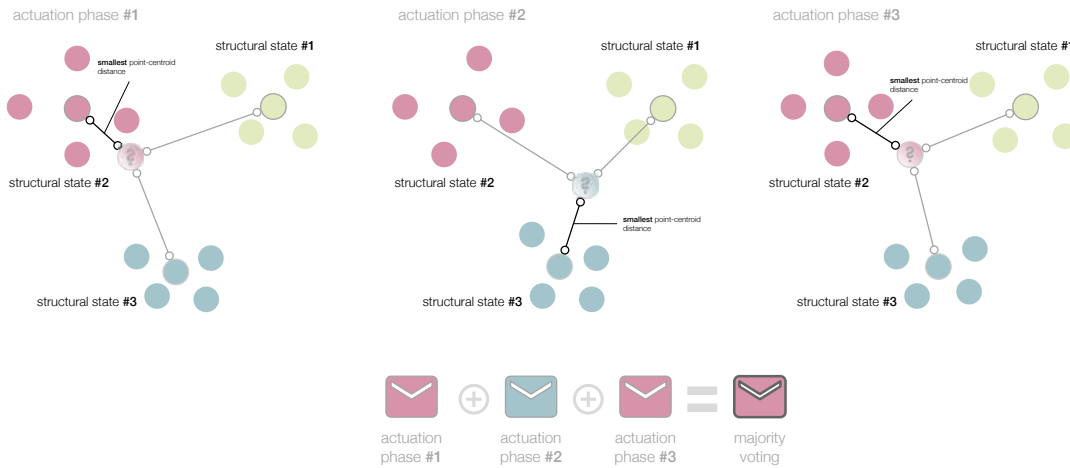 actuation phase #1
structural state #1
smallest point-centroid
distance
?
structural state #2
structural state #3
actuation phase #2
structural state #1
structural state #2
?
smallest point-centroid
distance
structural state #3
actuation phase #3
structural state #1
smallest point-centroid
distance
?
structural state #2
structural state #3
actuation
phase #1
actuation
phase #2
actuation
phase #3
majority
voting